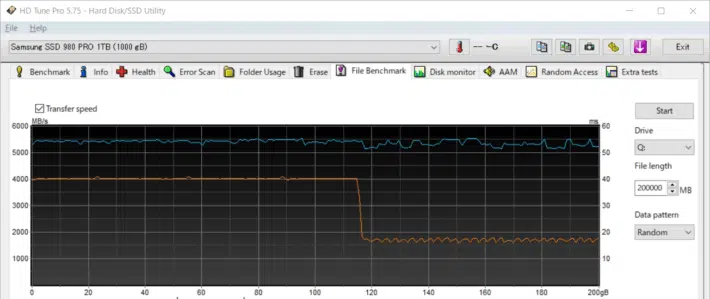 HD Tune Pro 5.75 - Hard Disk/SSD Utility
File Help
Samsung SSD 980 PRO 1TB (1000 gB) -- -C Exit
Benchmark Info Health Erase Scan Folder Usage Erase File Benchmark Disk monitor AAM Random Access Extra tests
Transfer speed Start
MB/s ms
Drive
Q:
File length
200000 MB
Data pattern
Random
6000 60
5000 50
4000 40
3000 30
2000 20
1000 10
0 20 40 60 80 100 120 140 160 180 200gB